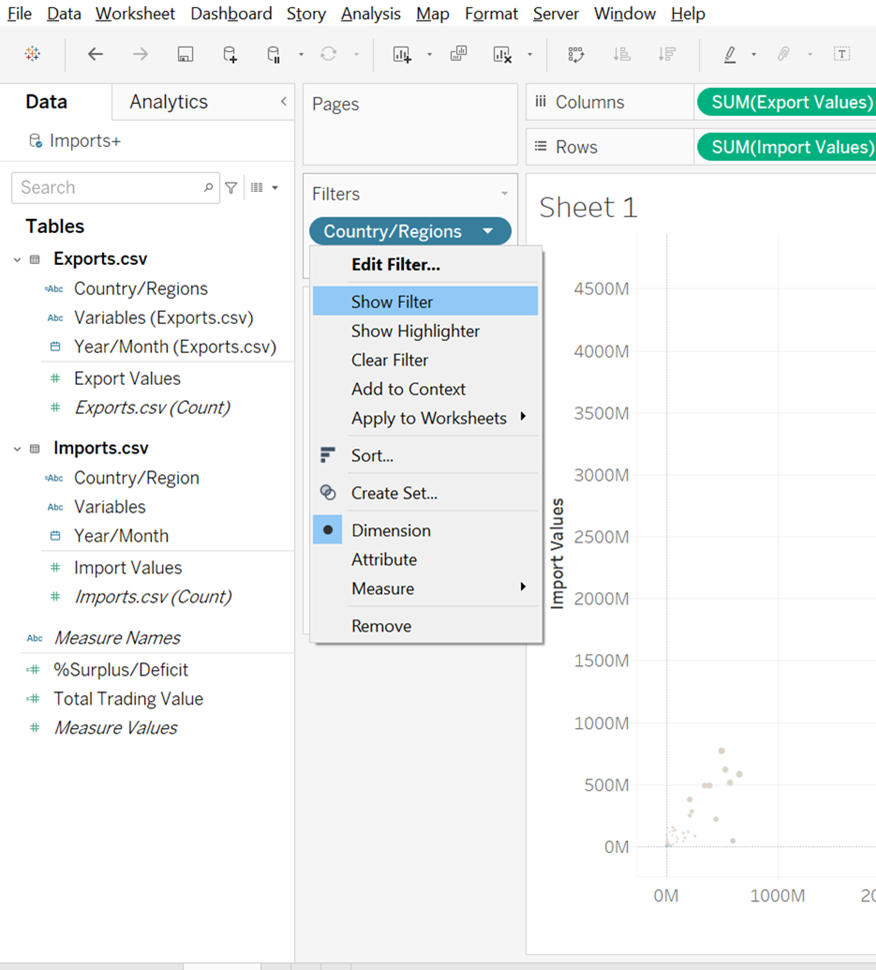 File Data Worksheet Dashboard Story Analysis Map Format Server Window Help
T
Data Analytics
Imports+
Search
Tables
Exports.csv
Abc Country/Regions
Abc Variables (Exports.csv)
Year/Month (Exports.csv)
# Export Values
# Exports.csv (Count)
Imports.csv
Abc Country/Region
Abc Variables
Year/Month
# Import Values
# Imports.csv (Count)
Abc Measure Names
# %Surplus/Deficit
# Total Trading Value
# Measure Values
Pages
Filters
Country/Regions
Edit Filter...
Show Filter
Show Highlighter
Clear Filter
Add to Context
Apply to Worksheets
Sort...
Create Set...
Dimension
Attribute
Measure
Remove
Columns SUM(Export Values)
Rows SUM(Import Values)
Sheet 1
Import Values
4500M
4000M
3500M
3000M
2500M
2000M
1500M
1000M
500M
0M
0M 1000M 20